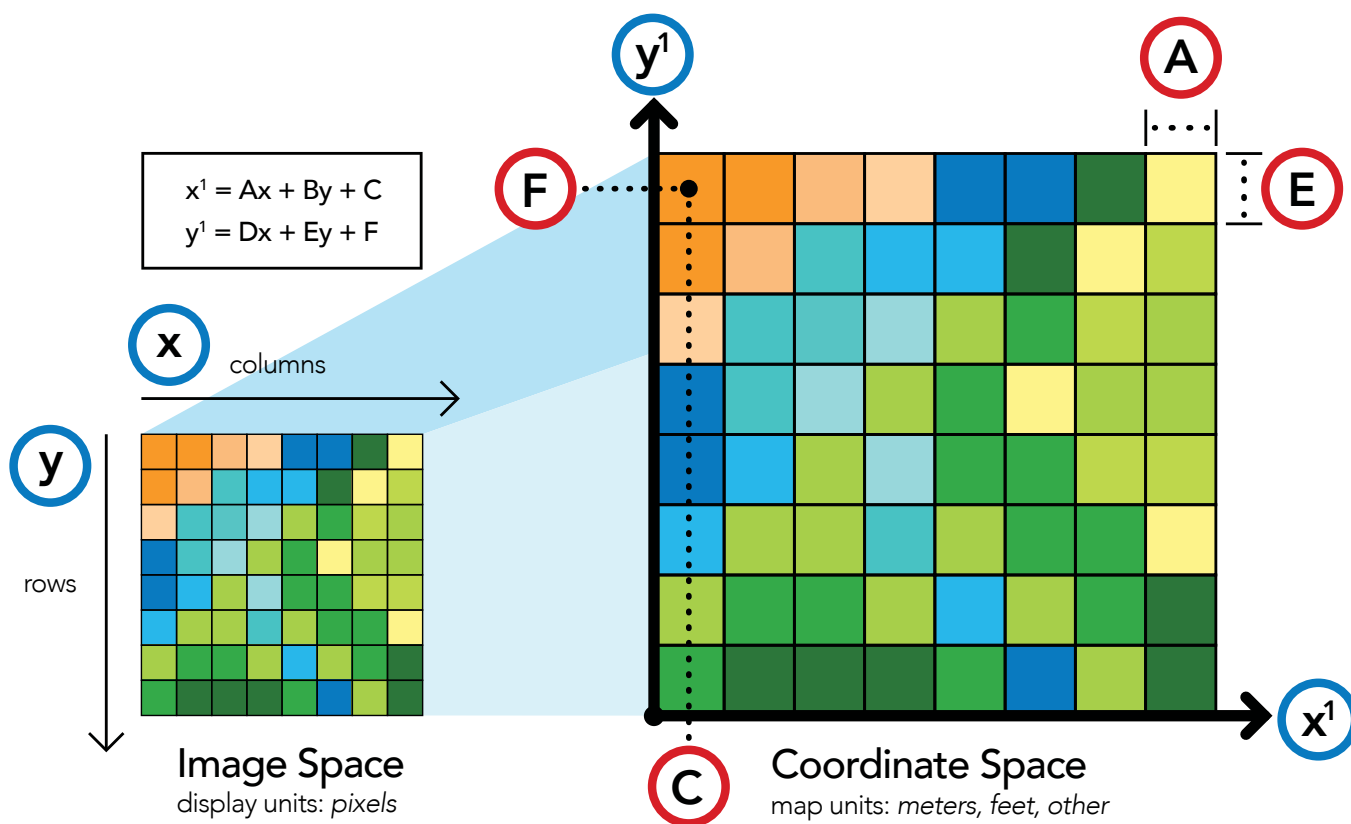 y¹
A
x¹ = Ax + By + C
y¹ = Dx + Ey + F
F
E
x
columns
y
rows
x¹
Image Space
display units: pixels
C
Coordinate Space
map units: meters, feet, other